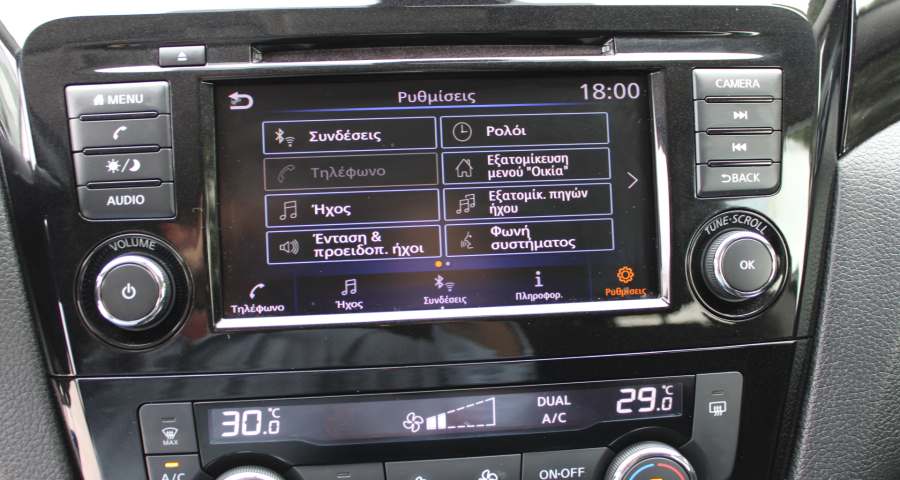 MENU
AUDIO
VOLUME
Ρυθμίσεις
18:00
Συνδέσεις
Ρολόι
Τηλέφωνο
Εξατομίκευση
μενού "Οικία"
Ήχος
Εξατομίκ. πηγών
ήχου
Ένταση &
προειδοπ. ήχοι
Φωνή
συστήματος
Τηλέφωνο
Ήχος
Συνδέσεις
Πληροφορ.
Ρυθμίσεις
CAMERA
BACK
TUNE·SCROLL
OK
30.0°C
DUAL
A/C
29.0°C
MAX
A/C
ON·OFF